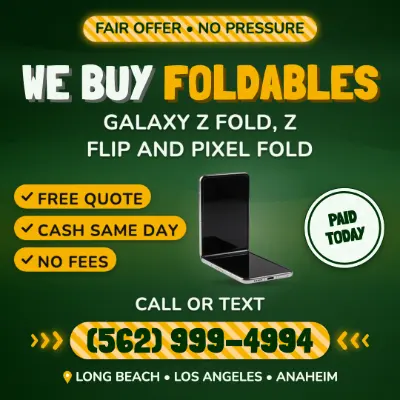 FAIR OFFER • NO PRESSURE
WE BUY FOLDABLES
GALAXY Z FOLD, Z
FLIP AND PIXEL FOLD
FREE QUOTE
CASH SAME DAY
NO FEES
PAID
TODAY
CALL OR TEXT
(562) 999-4994
LONG BEACH • LOS ANGELES • ANAHEIM